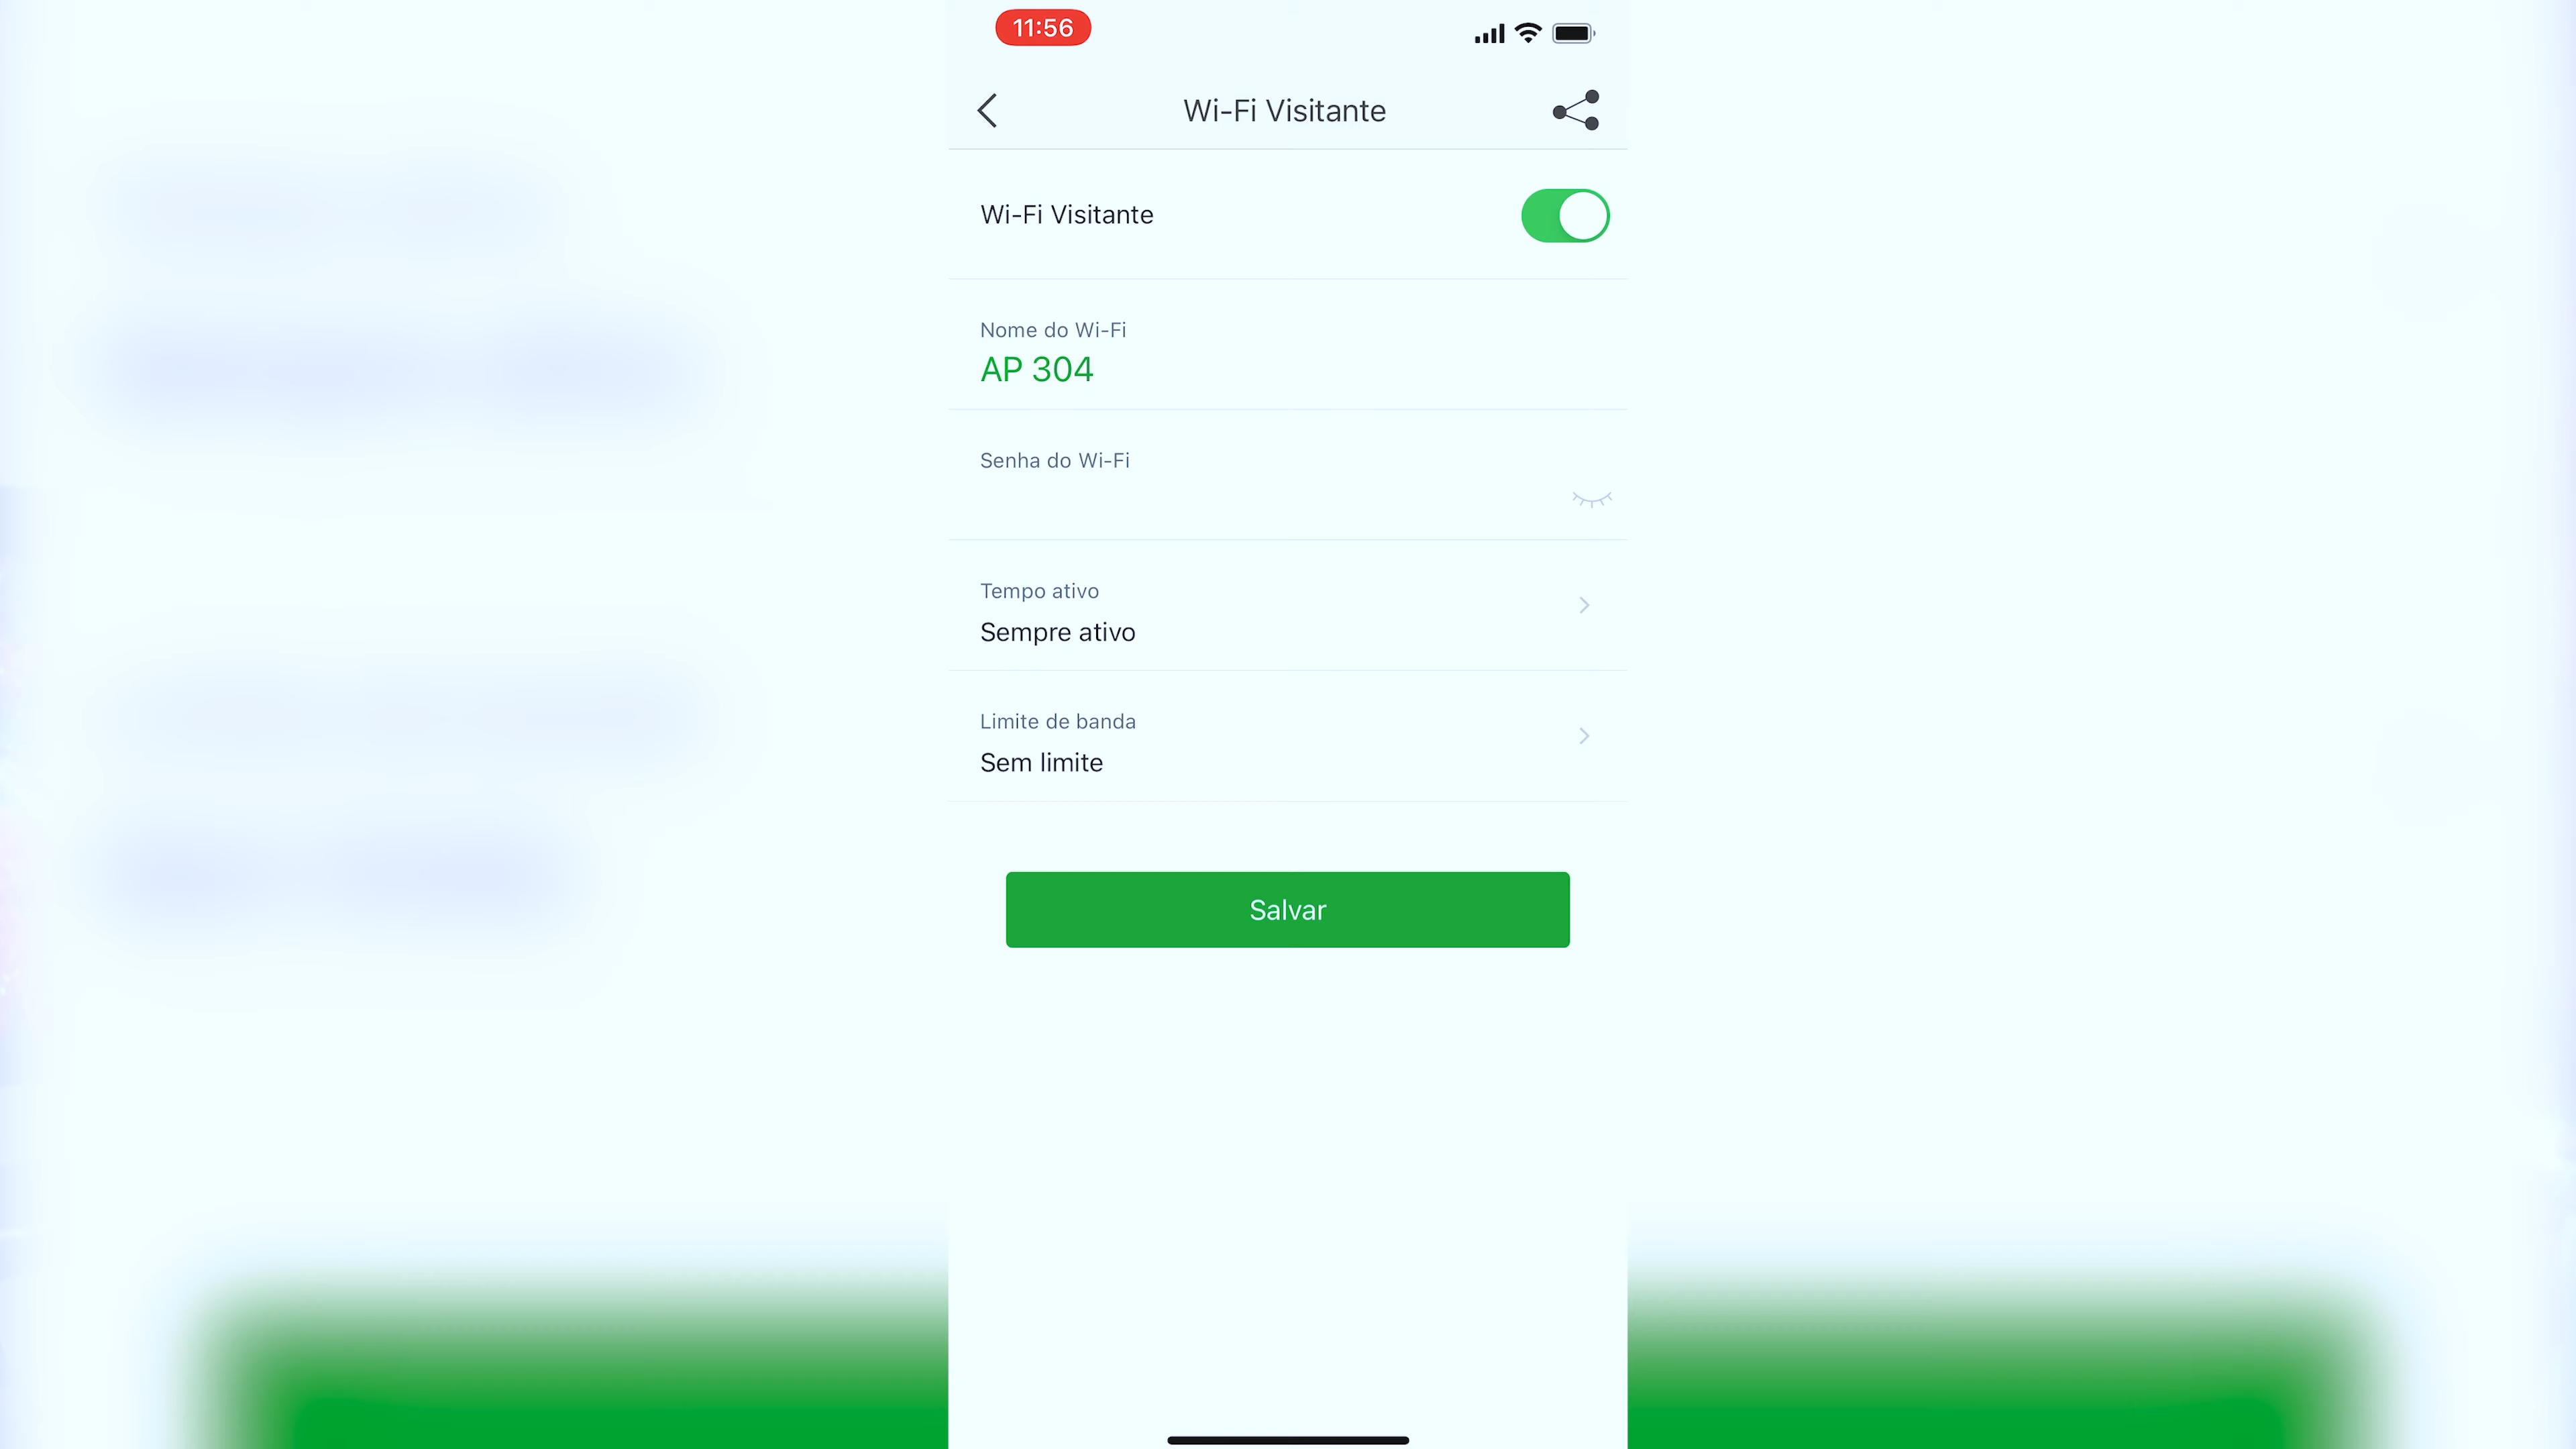 11:56
Wi-Fi Visitante
Wi-Fi Visitante
Nome do Wi-Fi
AP 304
Senha do Wi-Fi
Tempo ativo
Sempre ativo
Limite de banda
Sem limite
Salvar